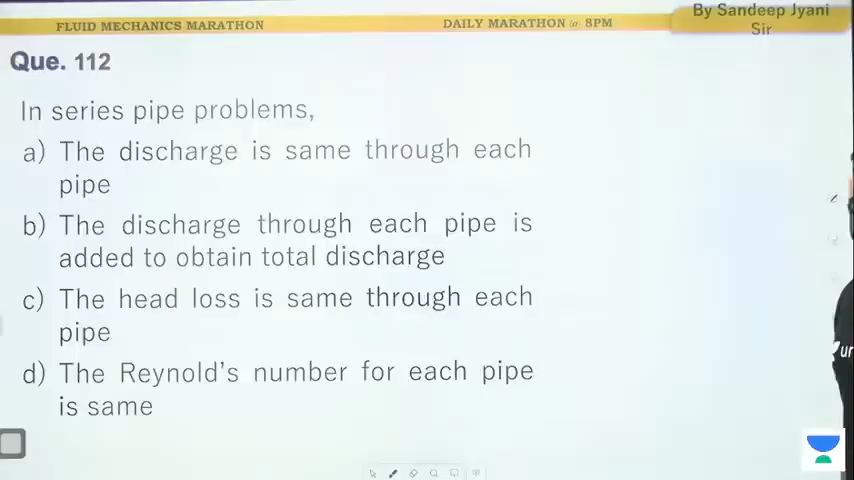 FLUID MECHANICS MARATHON
DAILY MARATHON @ 8PM
By Sandeep Jyani
Sir
Que. 112
In series pipe problems,
a) The discharge is same through each
pipe
b) The discharge through each pipe is
added to obtain total discharge
c) The head loss is same through each
pipe
d) The Reynold's number for each pipe
is same
ur